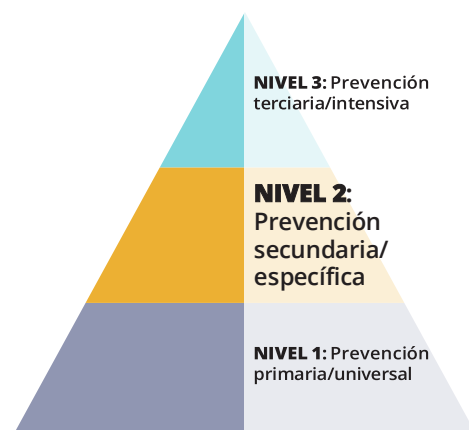 NIVEL 3: Prevención
terciaria/intensiva
NIVEL 2:
Prevención
secundaria/
específica
NIVEL 1: Prevención
primaria/universal